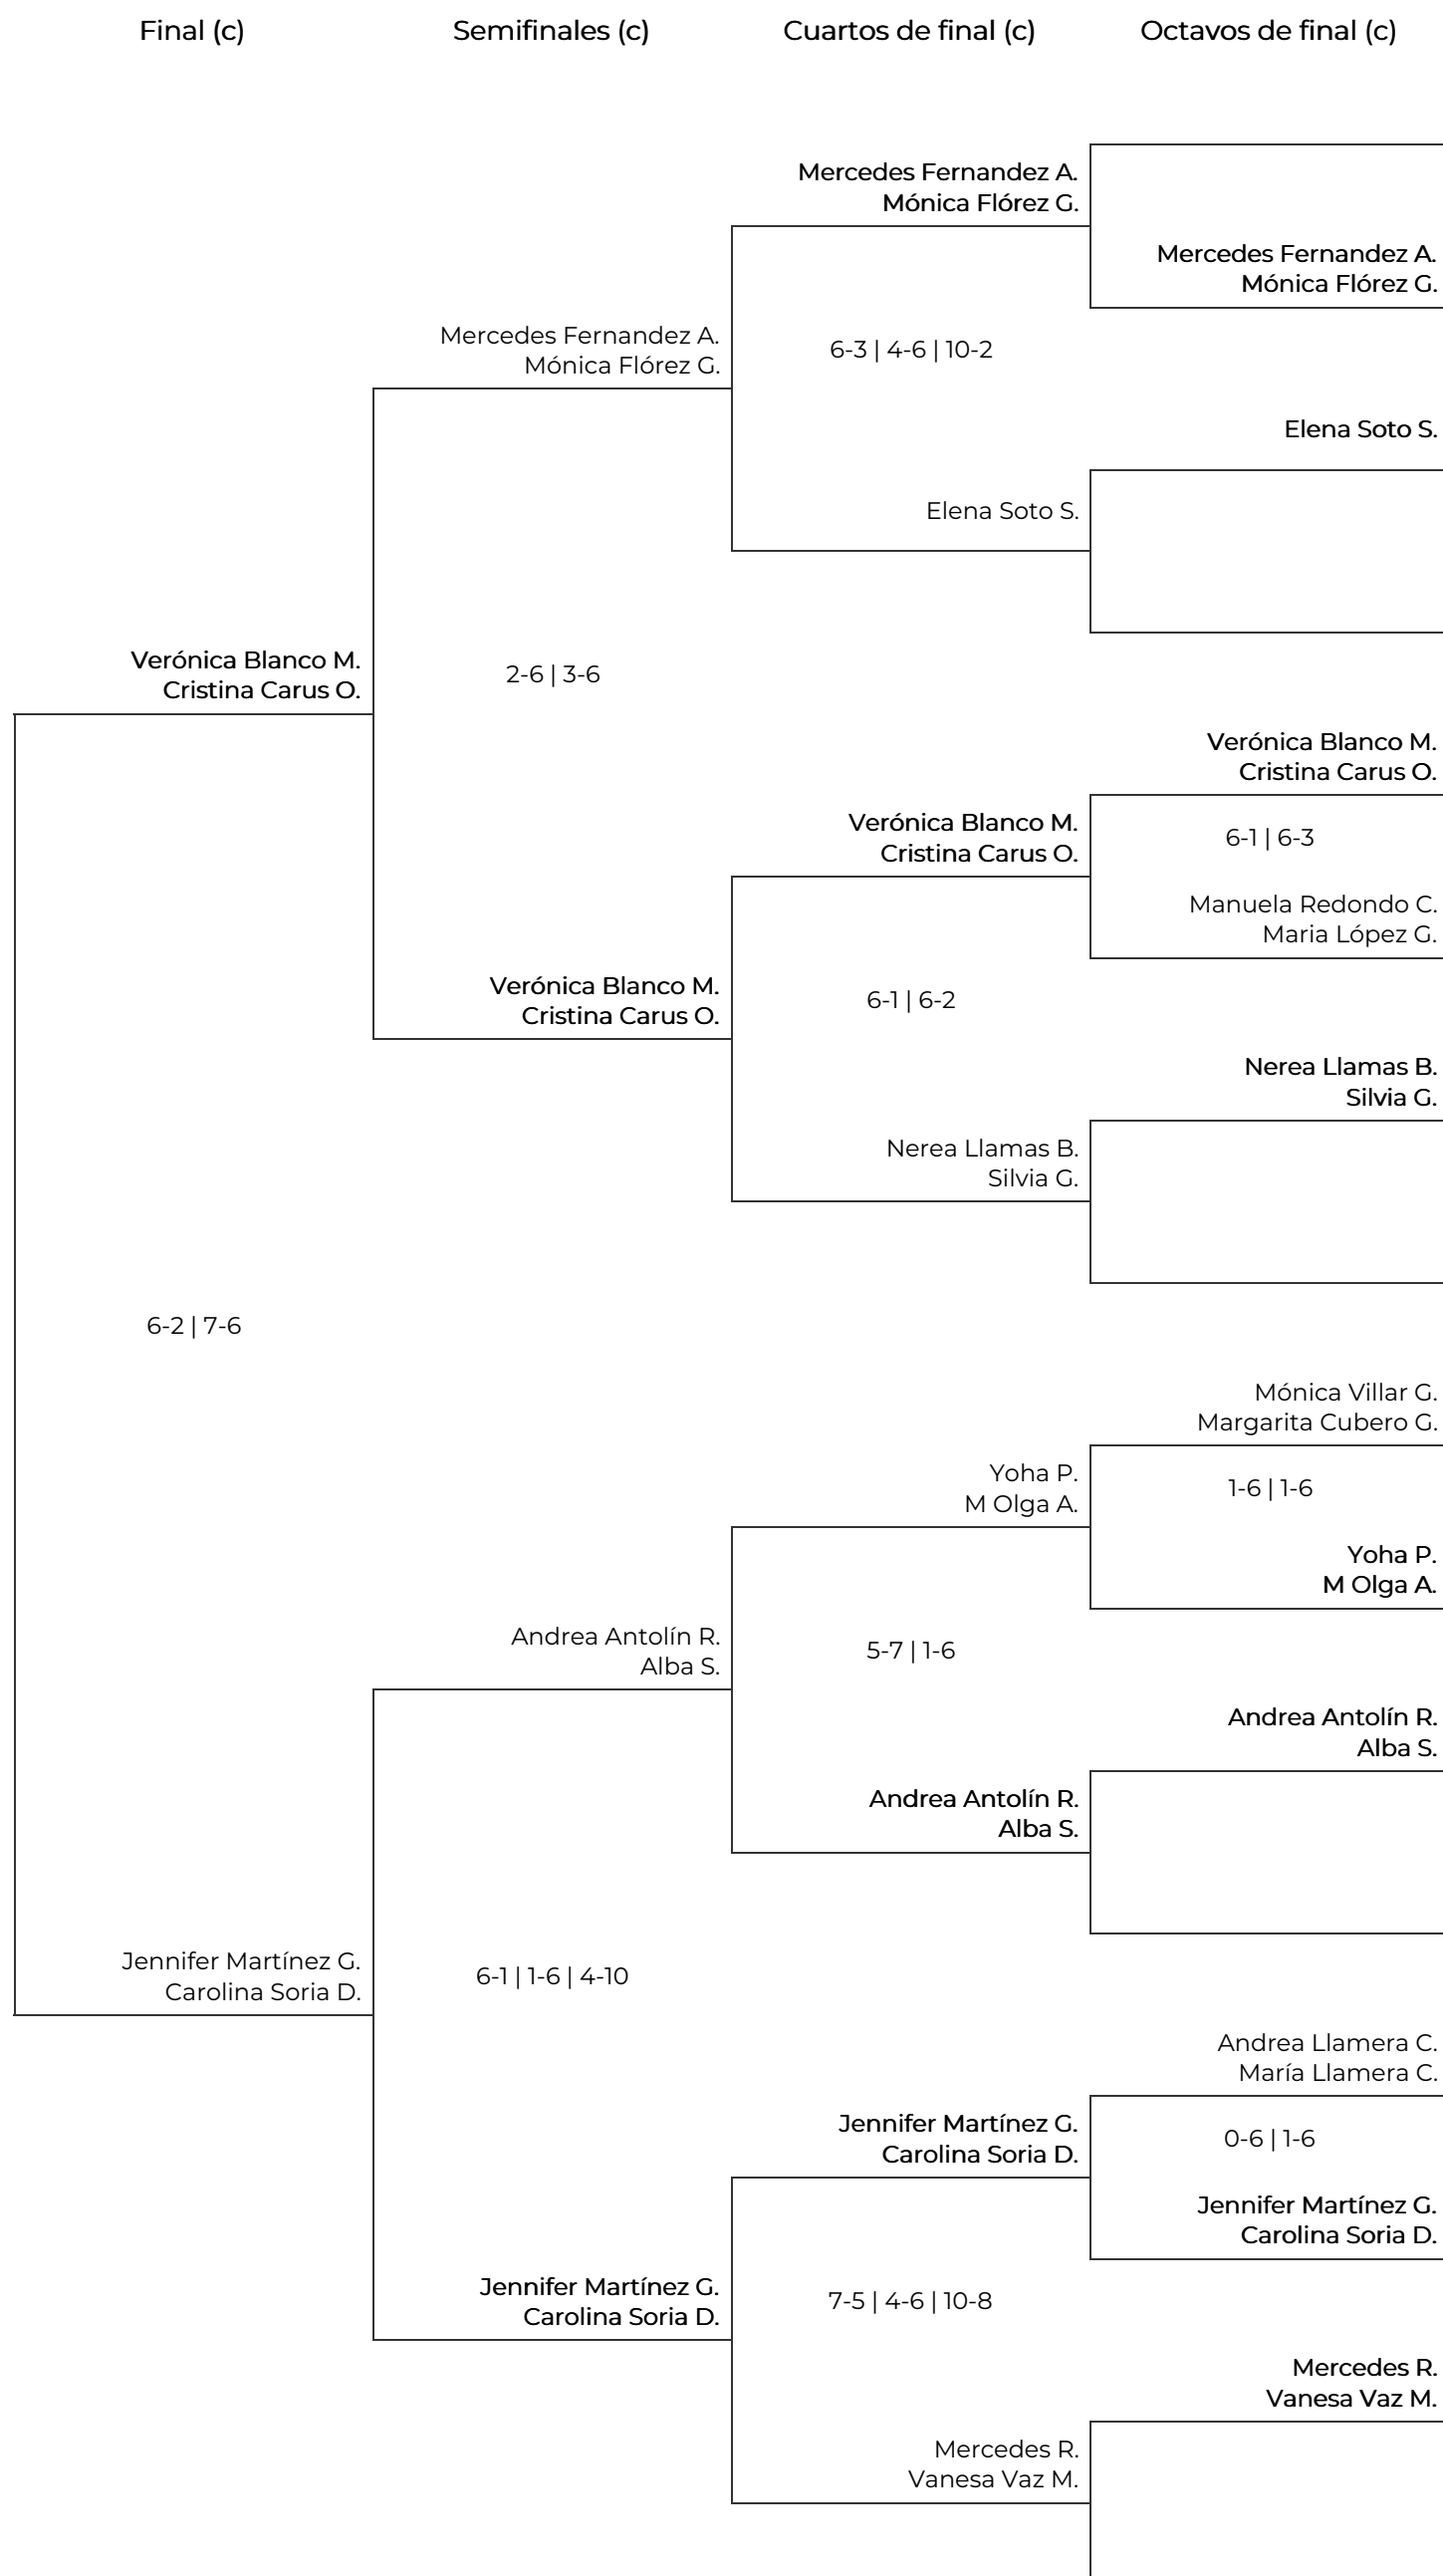 Final (c)
Semifinales (c)
Cuartos de final (c)
Octavos de final (c)
Mercedes Fernandez A.
Mónica Flórez G.
Mercedes Fernandez A.
Mónica Flórez G.
Mercedes Fernandez A.
Mónica Flórez G.
6-3 | 4-6 | 10-2
Elena Soto S.
Elena Soto S.
Verónica Blanco M.
Cristina Carus O.
2-6 | 3-6
Verónica Blanco M.
Cristina Carus O.
Verónica Blanco M.
Cristina Carus O.
6-1 | 6-3
Manuela Redondo C.
Maria López G.
Verónica Blanco M.
Cristina Carus O.
6-1 | 6-2
Nerea Llamas B.
Silvia G.
Nerea Llamas B.
Silvia G.
6-2 | 7-6
Mónica Villar G.
Margarita Cubero G.
Yoha P.
M Olga A.
1-6 | 1-6
Yoha P.
M Olga A.
Andrea Antolín R.
Alba S.
5-7 | 1-6
Andrea Antolín R.
Alba S.
Andrea Antolín R.
Alba S.
Jennifer Martínez G.
Carolina Soria D.
6-1 | 1-6 | 4-10
Andrea Llamera C.
María Llamera C.
Jennifer Martínez G.
Carolina Soria D.
0-6 | 1-6
Jennifer Martínez G.
Carolina Soria D.
Jennifer Martínez G.
Carolina Soria D.
7-5 | 4-6 | 10-8
Mercedes R.
Vanesa Vaz M.
Mercedes R.
Vanesa Vaz M.